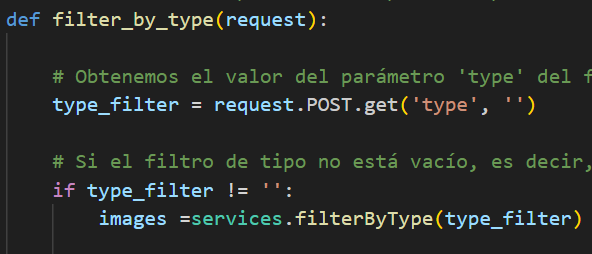 def filter_by_type(request):
# Obtenemos el valor del parámetro 'type' del
type_filter = request.POST.get('type', '')
# Si el filtro de tipo no está vacío, es decir,
if type_filter != '':
images =services.filterByType(type_filter)